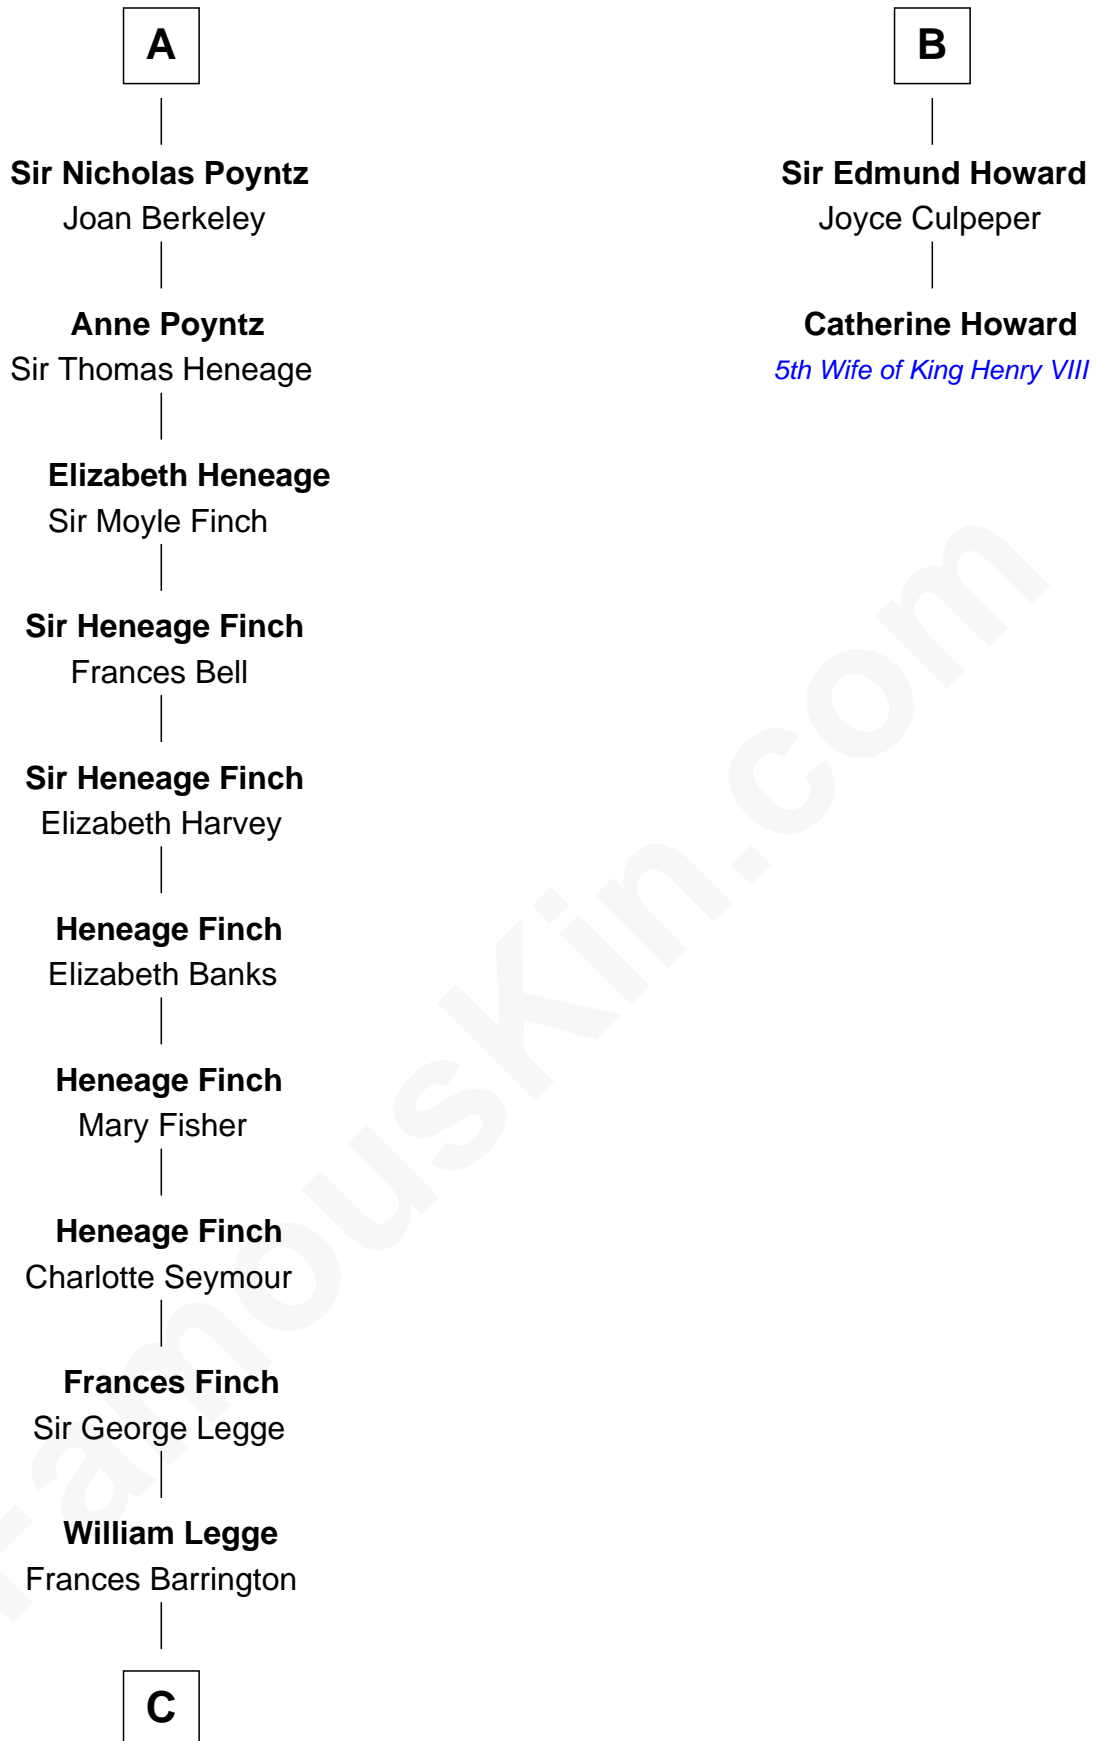 A
Sir Nicholas Poyntz
Joan Berkeley
Anne Poyntz
Sir Thomas Heneage
Elizabeth Heneage
Sir Moyle Finch
Sir Heneage Finch
Frances Bell
Sir Heneage Finch
Elizabeth Harvey
Heneage Finch
Elizabeth Banks
Heneage Finch
Mary Fisher
Heneage Finch
Charlotte Seymour
Frances Finch
Sir George Legge
William Legge
Frances Barrington
C
B
Sir Edmund Howard
Joyce Culpeper
Catherine Howard
5th Wife of King Henry VIII
FamousKin.com